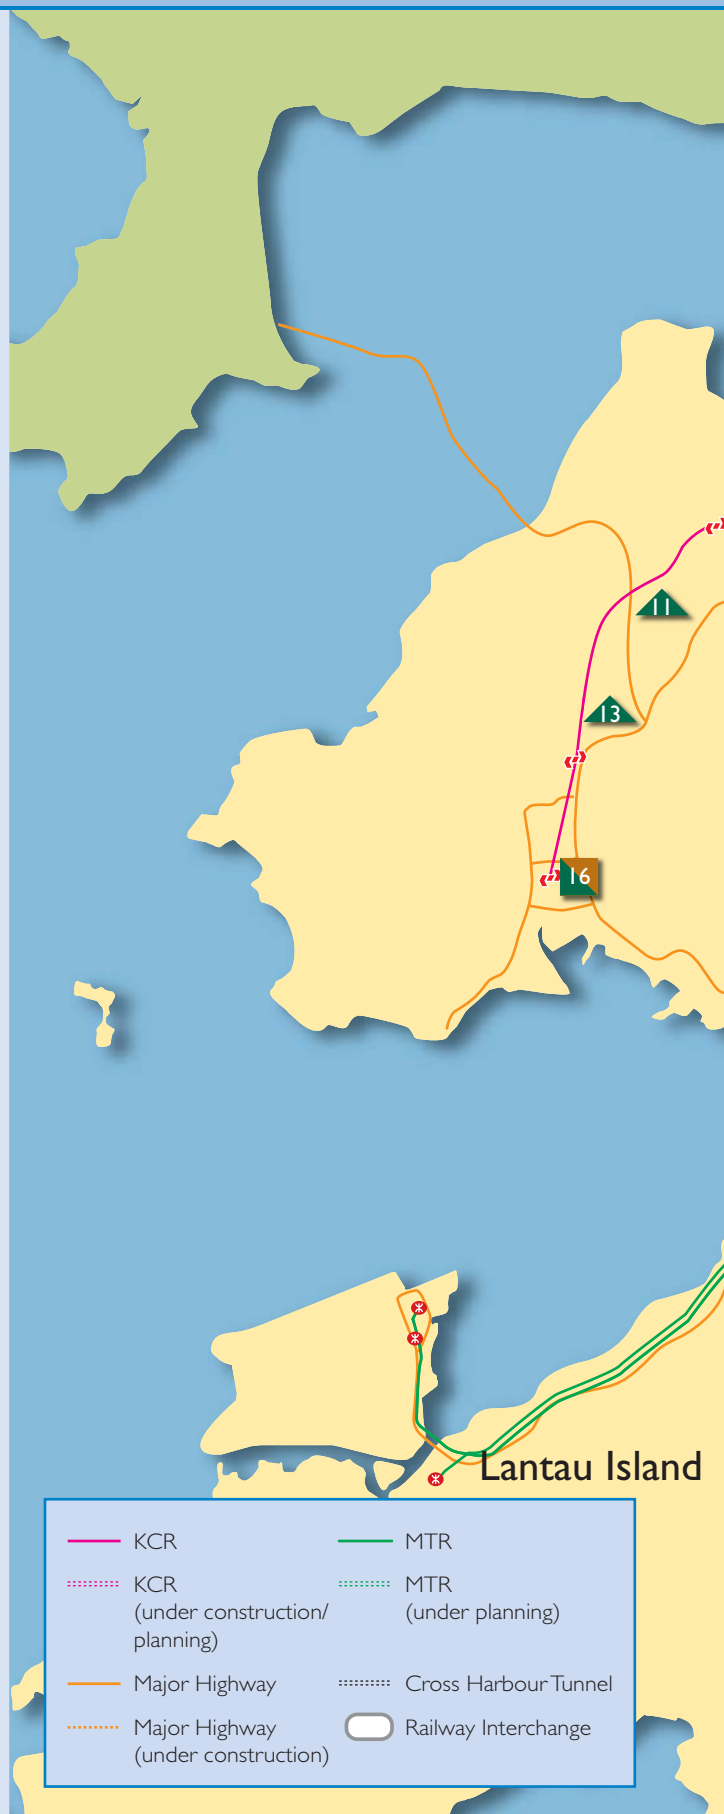 11
13
16
Lantau Island
KCR
MTR
KCR
(under construction/
planning)
MTR
(under planning)
Major Highway
Cross Harbour Tunnel
Major Highway
(under construction)
Railway Interchange